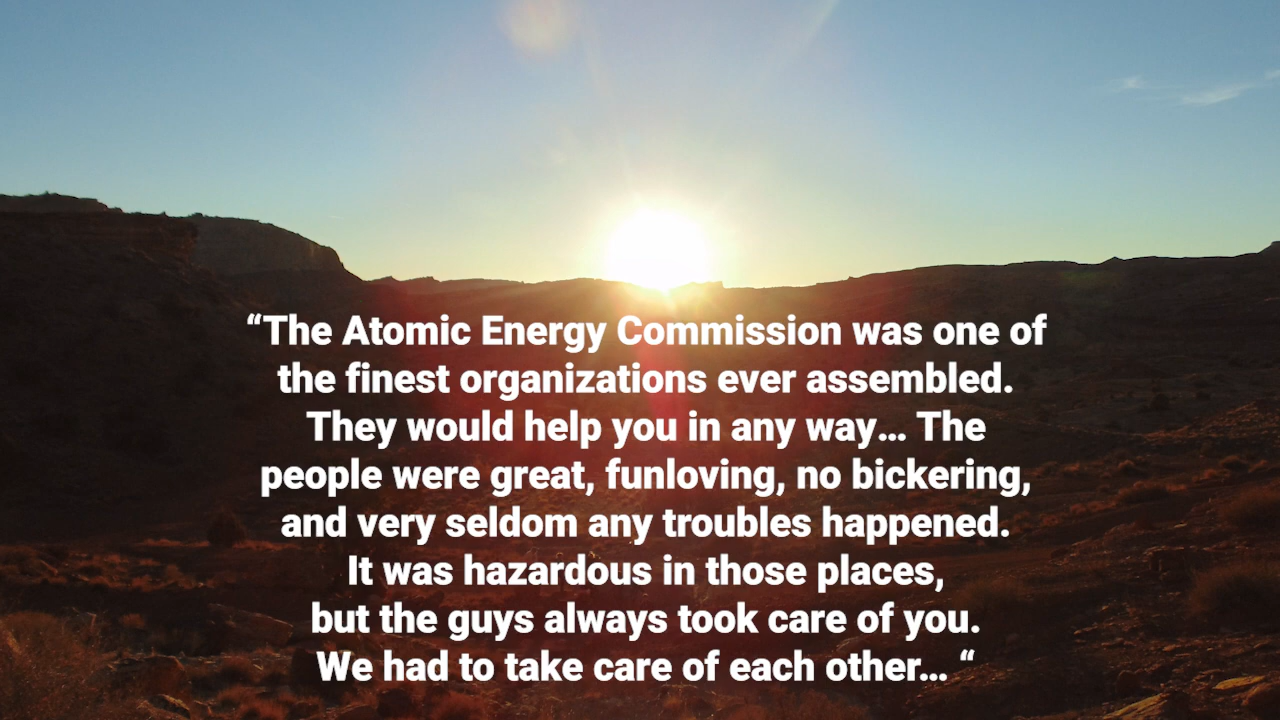 “The Atomic Energy Commission was one of
the finest organizations ever assembled.
They would help you in any way... The
people were great, funloving, no bickering,
and very seldom any troubles happened.
It was hazardous in those places,
but the guys always took care of you.
We had to take care of each other... “